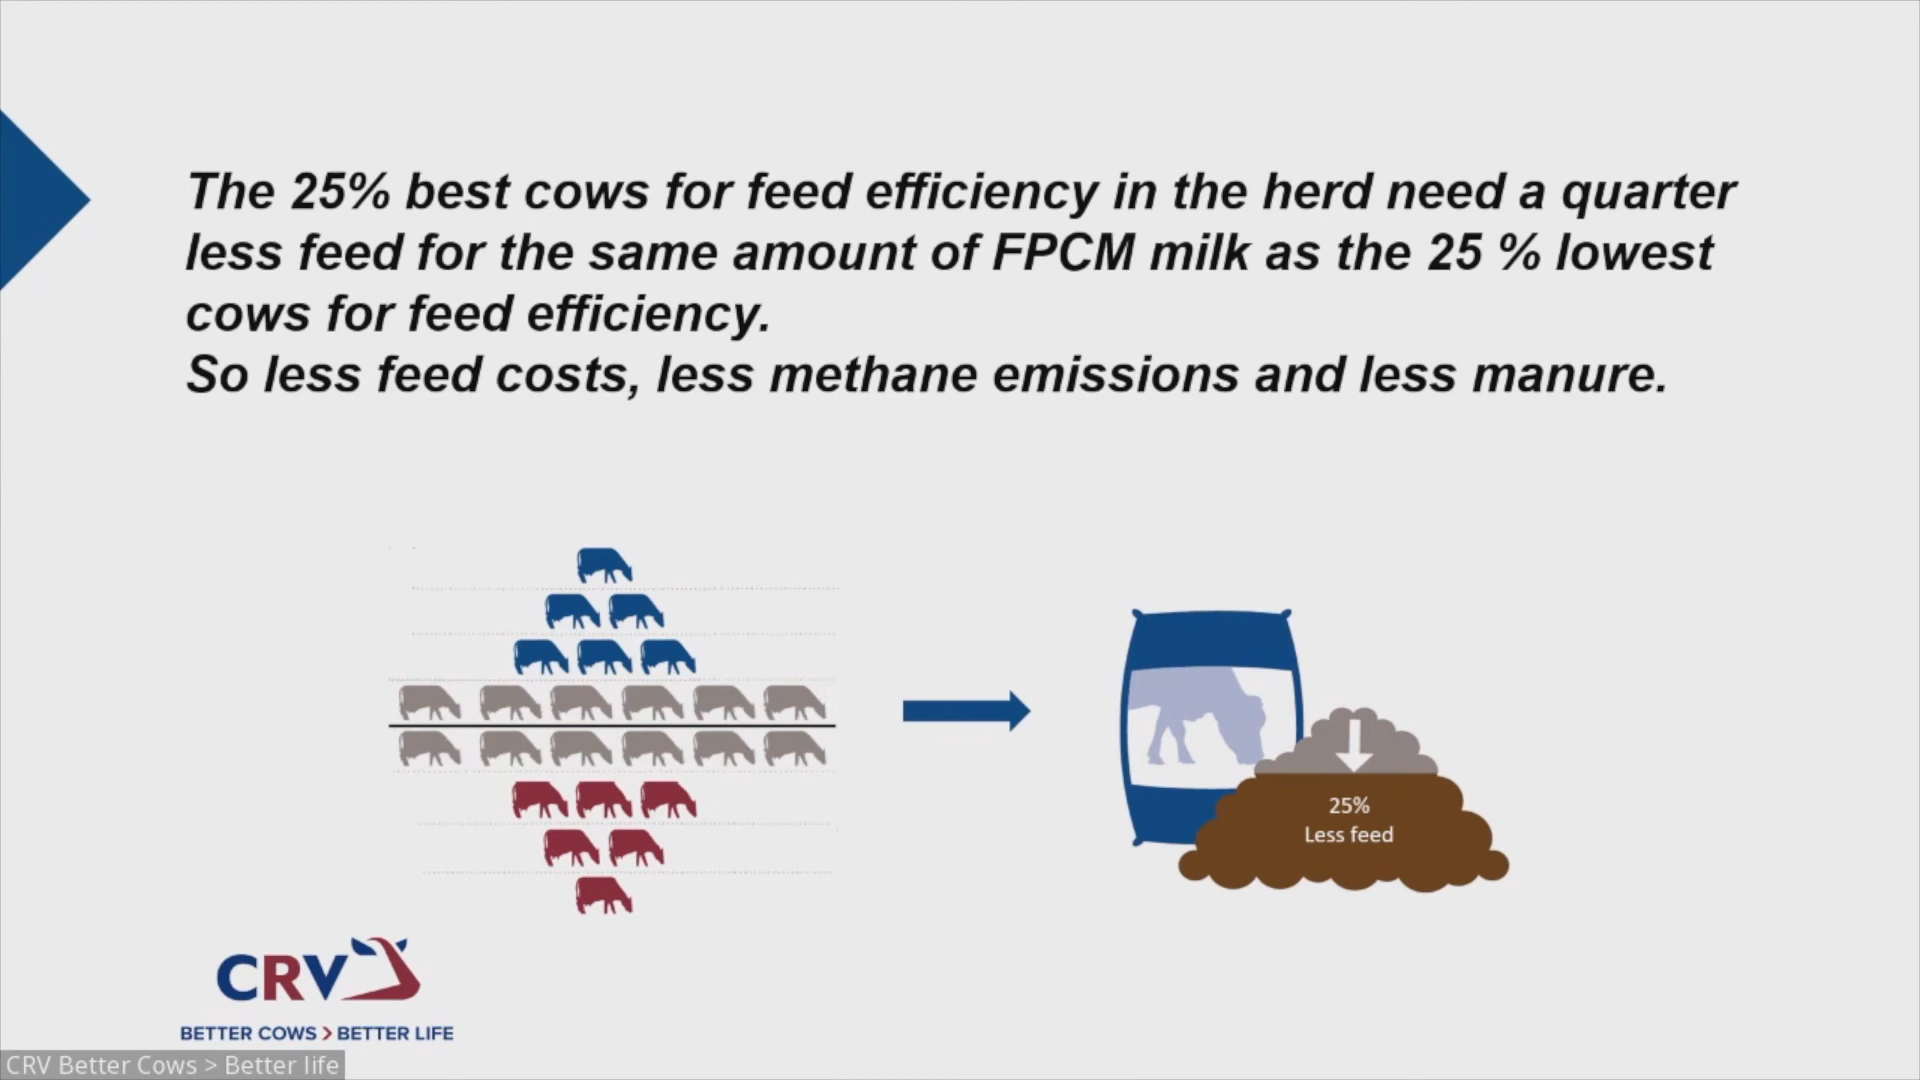 The 25% best cows for feed efficiency in the herd need a quarter
less feed for the same amount of FPCM milk as the 25 % lowest
cows for feed efficiency.
So less feed costs, less methane emissions and less manure.
25%
Less feed
CRV
BETTER COWS > BETTER LIFE
CRV Better Cows > Better life